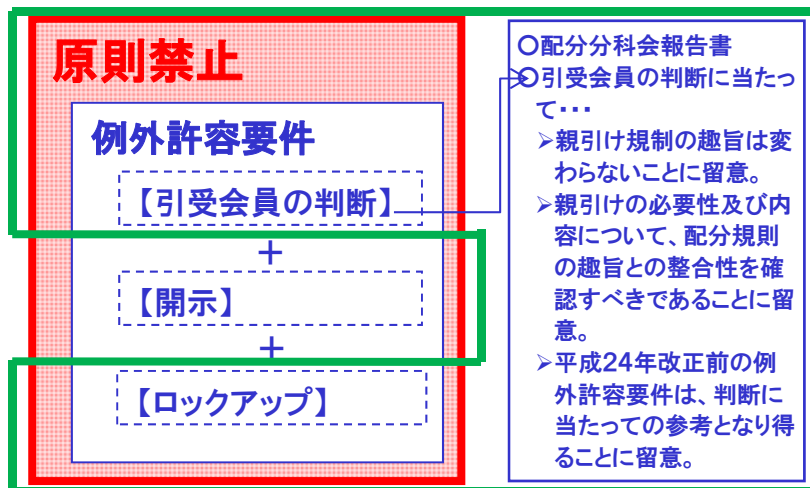 原則禁止
例外許容要件
【引受会員の判断】
＋
【開示】
＋
【ロックアップ】
○配分分科会報告書
○引受会員の判断に当たっ
て・・・
➢親引け規制の趣旨は変
わらないことに留意。
➢親引けの必要性及び内
容について、配分規則
の趣旨との整合性を確
認すべきであることに留
意。
➢平成24年改正前の例
外許容要件は、判断に
当たっての参考となり得
ることに留意。